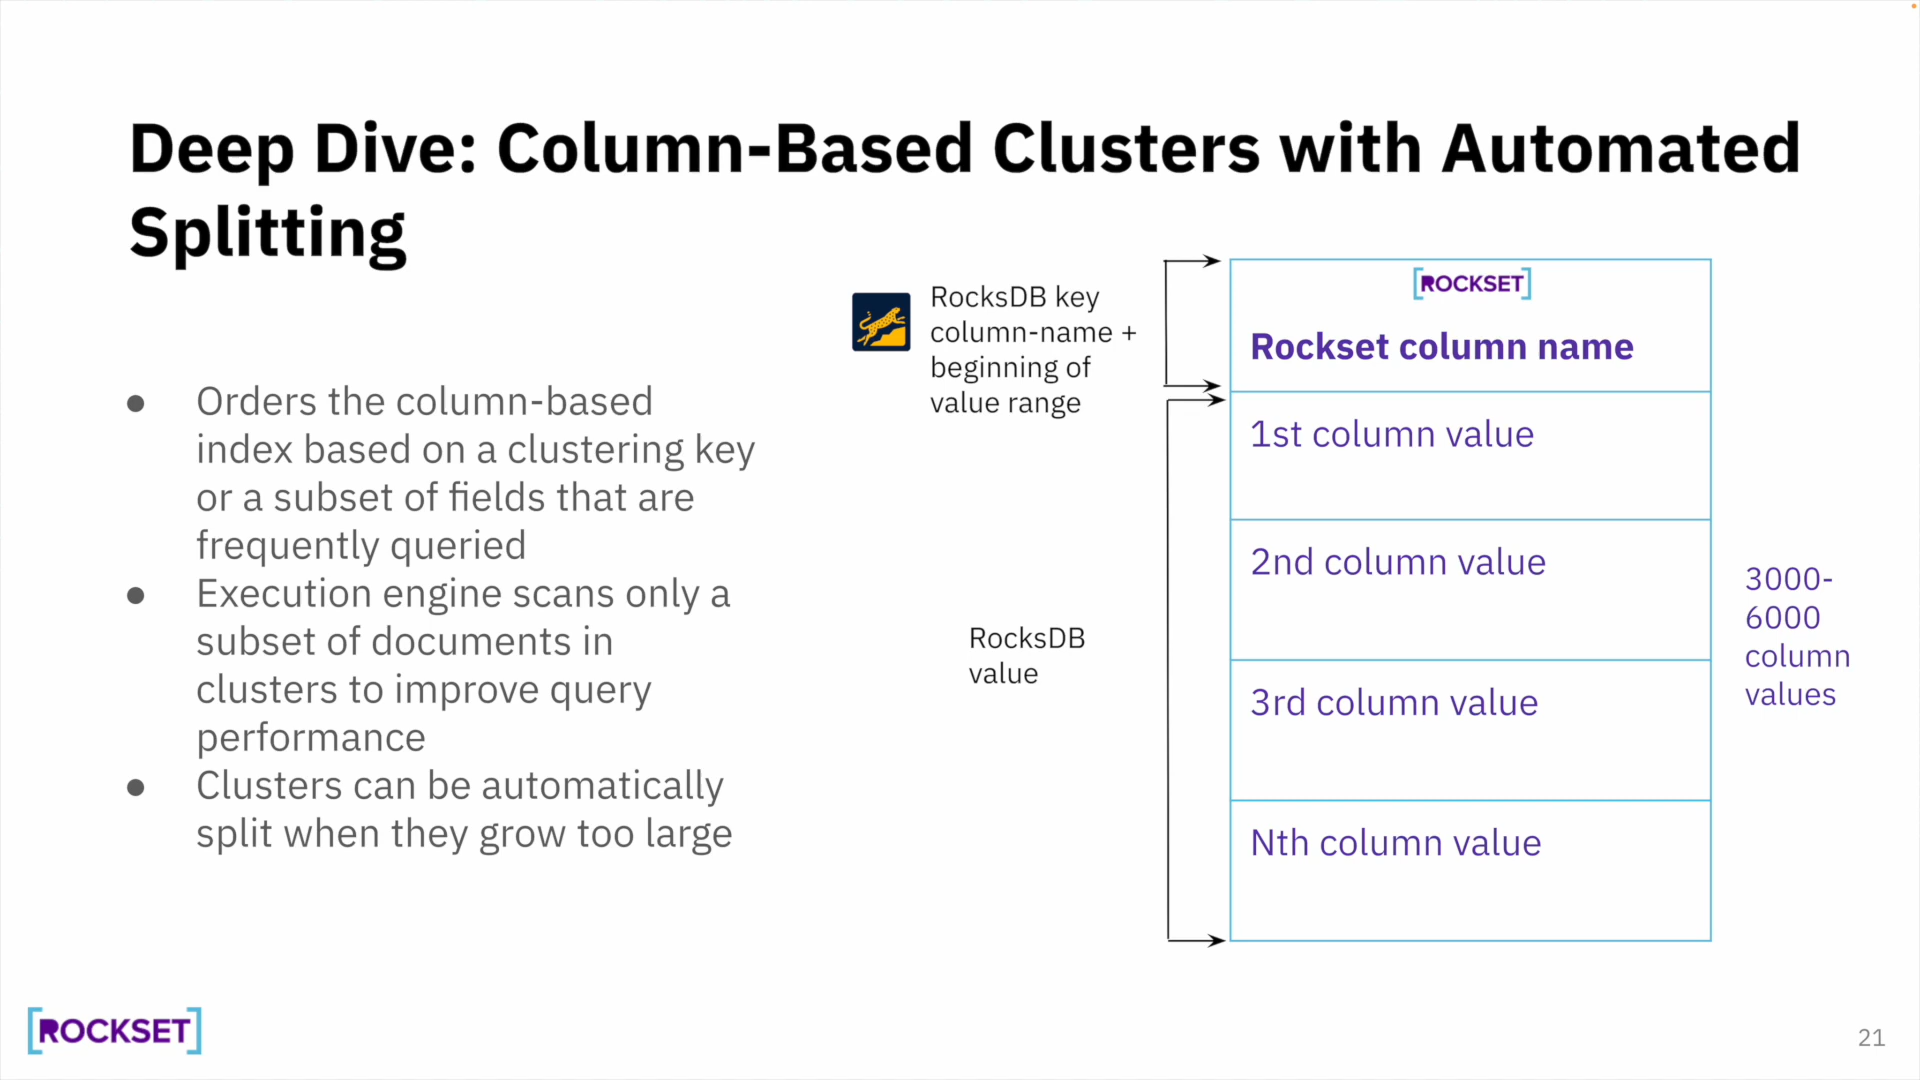 Deep Dive: Column-Based Clusters with Automated
Splitting
● Orders the column-based
index based on a clustering key
or a subset of fields that are
frequently queried
● Execution engine scans only a
subset of documents in
clusters to improve query
performance
● Clusters can be automatically
split when they grow too large
RocksDB key
column-name +
beginning of
value range
RocksDB
value
[ROCKSET]
Rockset column name
1st column value
2nd column value
3rd column value
Nth column value
3000-
6000
column
values
[ROCKSET]
21